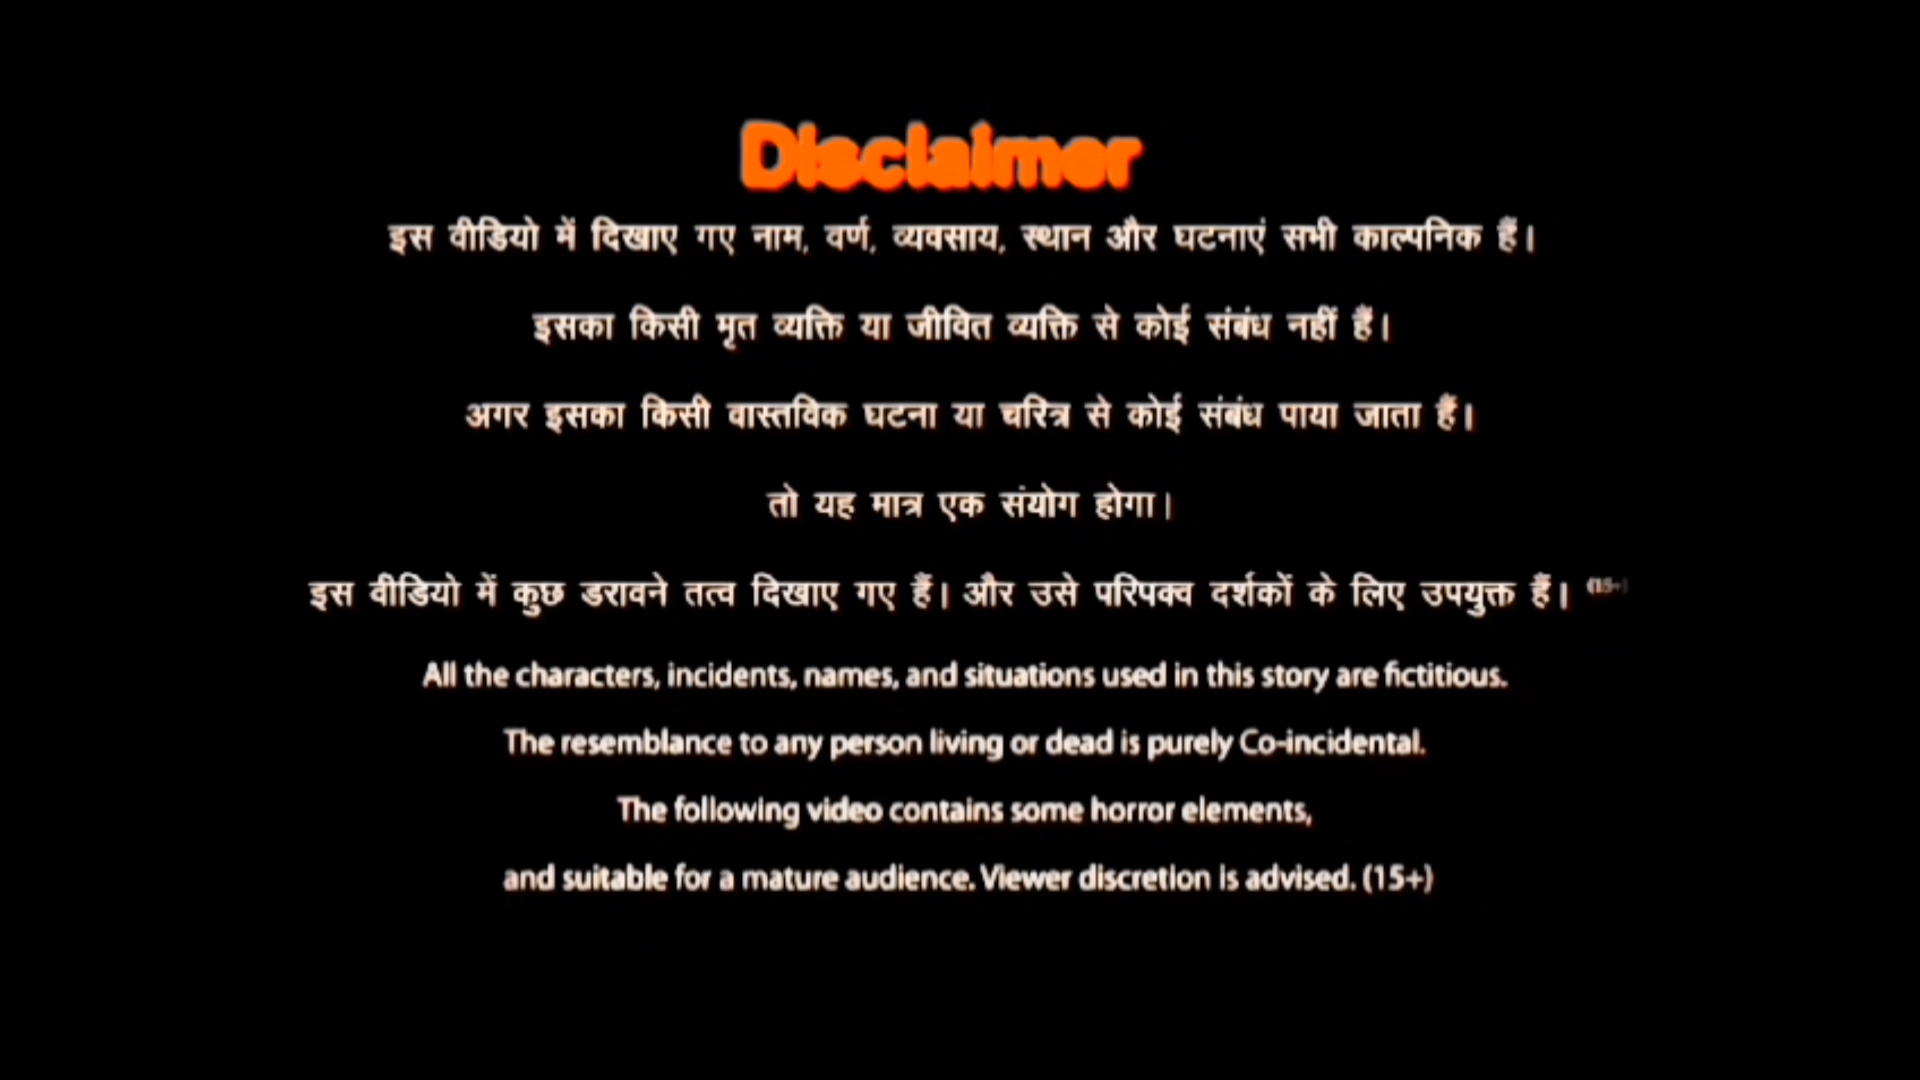 Disclaimer
इस वीडियो में दिखाए गए नाम, वर्ण, व्यवसाय, स्थान और घटनाएं सभी काल्पनिक हैं।
इसका किसी मृत व्यक्ति या जीवित व्यक्ति से कोई संबंध नहीं हैं।
अगर इसका किसी वास्तविक घटना या चरित्र से कोई संबंध पाया जाता हैं।
तो यह मात्र एक संयोग होगा।
इस वीडियो में कुछ डरावने तत्व दिखाए गए हैं। और उसे परिपक्व दर्शकों के लिए उपयुक्त हैं। (15+)
All the characters, incidents, names, and situations used in this story are fictitious.
The resemblance to any person living or dead is purely Co-incidental.
The following video contains some horror elements,
and suitable for a mature audience. Viewer discretion is advised. (15+)